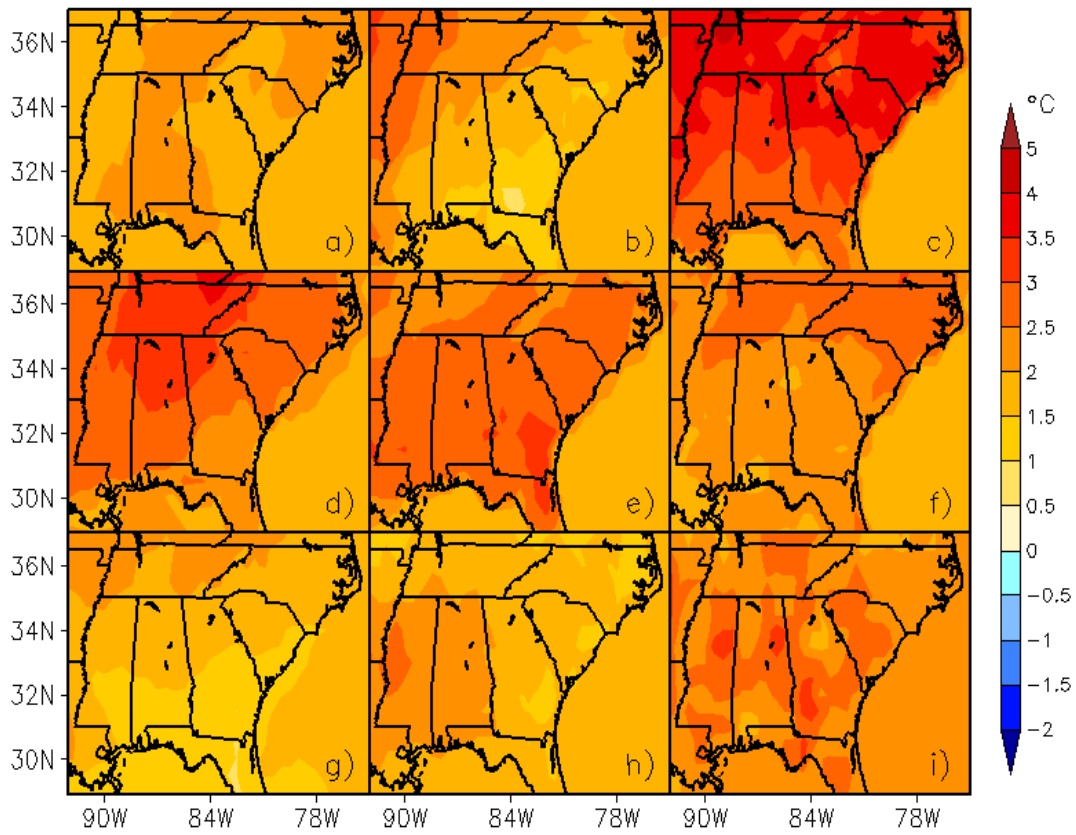 36N
34N
32N
30N
a)
b)
c)
36N
34N
32N
30N
d)
e)
f)
36N
34N
32N
30N
g)
h)
i)
90W 84W 78W 90W 84W 78W 90W 84W 78W
°C
5
4
3.5
3
2.5
2
1.5
1
0.5
0
−0.5
−1
−1.5
−2